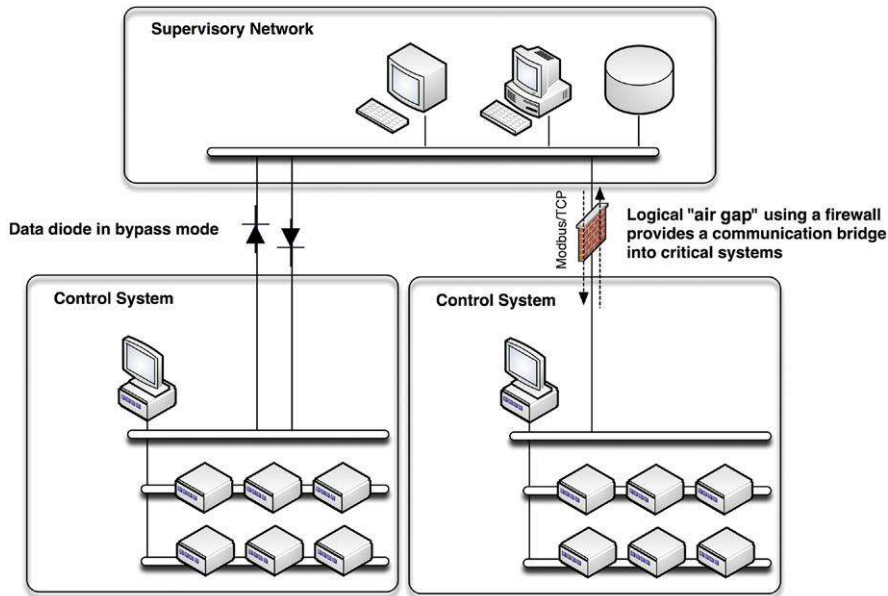 Supervisory Network
Data diode in bypass mode
Modbus/TCP
Logical "air gap" using a firewall
provides a communication bridge
into critical systems
Control System
Control System